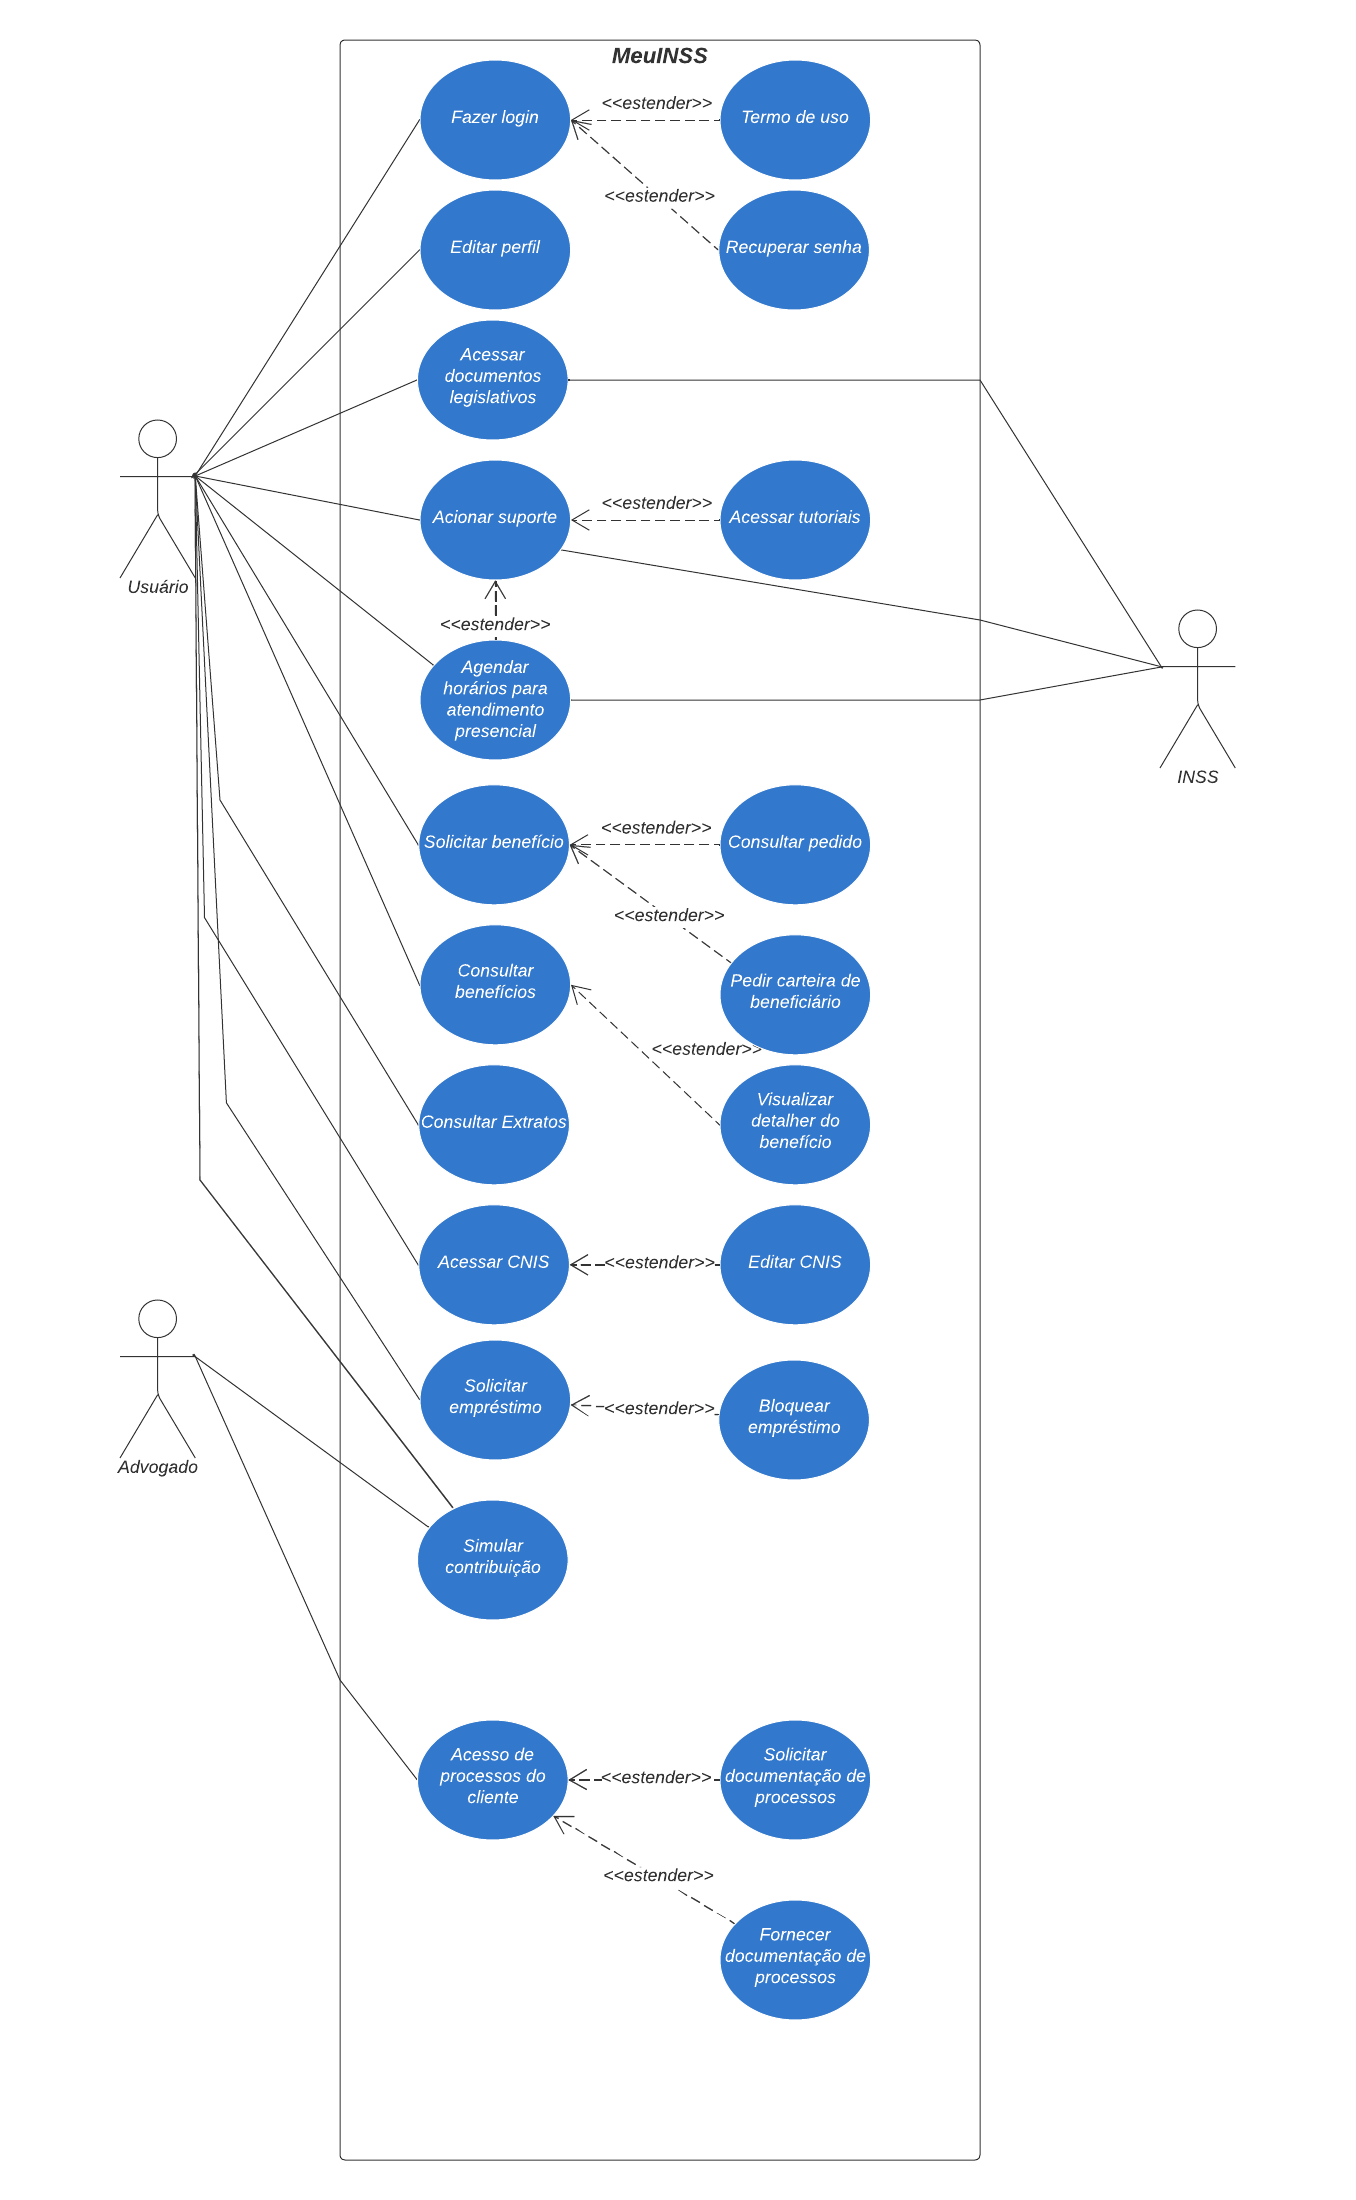 MeuINSS
Fazer login
<<estender>>
Termo de uso
<<estender>>
Editar perfil
Recuperar senha
Acessar
documentos
legislativos
Usuário
Acionar suporte
<<estender>>
Acessar tutoriais
<<estender>>
Agendar
horários para
atendimento
presencial
INSS
Solicitar benefício
<<estender>>
Consultar pedido
<<estender>>
Consultar
benefícios
Pedir carteira de
beneficiário
<<estender>>
Consultar Extratos
Visualizar
detalher do
benefício
Acessar CNIS
<<estender>>
Editar CNIS
Solicitar
empréstimo
<<estender>>
Bloquear
empréstimo
Advogado
Simular
contribuição
Acesso de
processos do
cliente
<<estender>>
Solicitar
documentação de
processos
<<estender>>
Fornecer
documentação de
processos